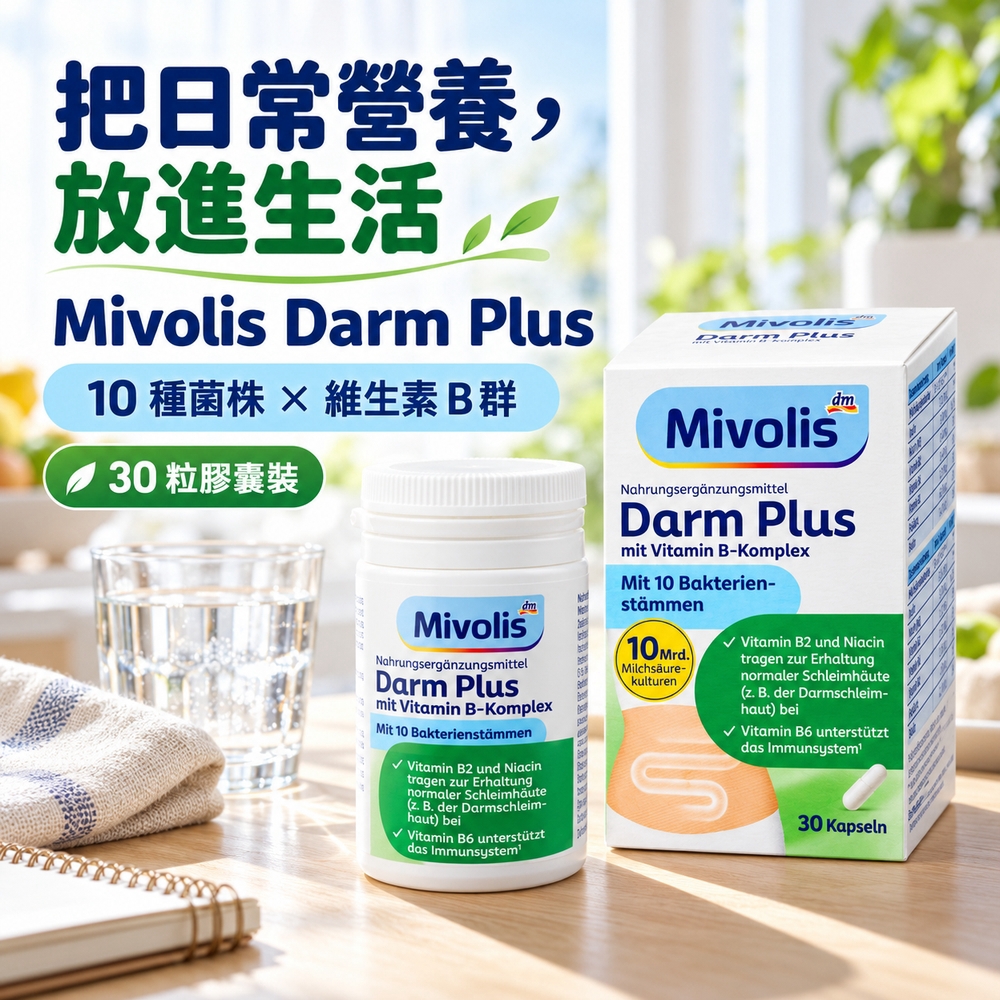 把日常營養，
放進生活
Mivolis Darm Plus
10 種菌株 × 維生素 B 群
30 粒膠囊裝
Mivolis
dm
Nahrungsergänzungsmittel
Darm Plus
mit Vitamin B-Komplex
Mit 10 Bakterienstämmen
✓ Vitamin B2 und Niacin
tragen zur Erhaltung
normaler Schleimhäute
(z. B. der Darmschleim-
haut) bei
✓ Vitamin B6 unterstützt
das Immunsystem¹
Mivolis
dm
Darm Plus
mit Vitamin B-Komplex
Mivolis
dm
Nahrungsergänzungsmittel
Darm Plus
mit Vitamin B-Komplex
Mit 10 Bakterien-
stämmen
10 Mrd.
Milchsäure-
kulturen
✓ Vitamin B2 und Niacin
tragen zur Erhaltung
normaler Schleimhäute
(z. B. der Darmschleim-
haut) bei
✓ Vitamin B6 unterstützt
das Immunsystem¹
30 Kapseln